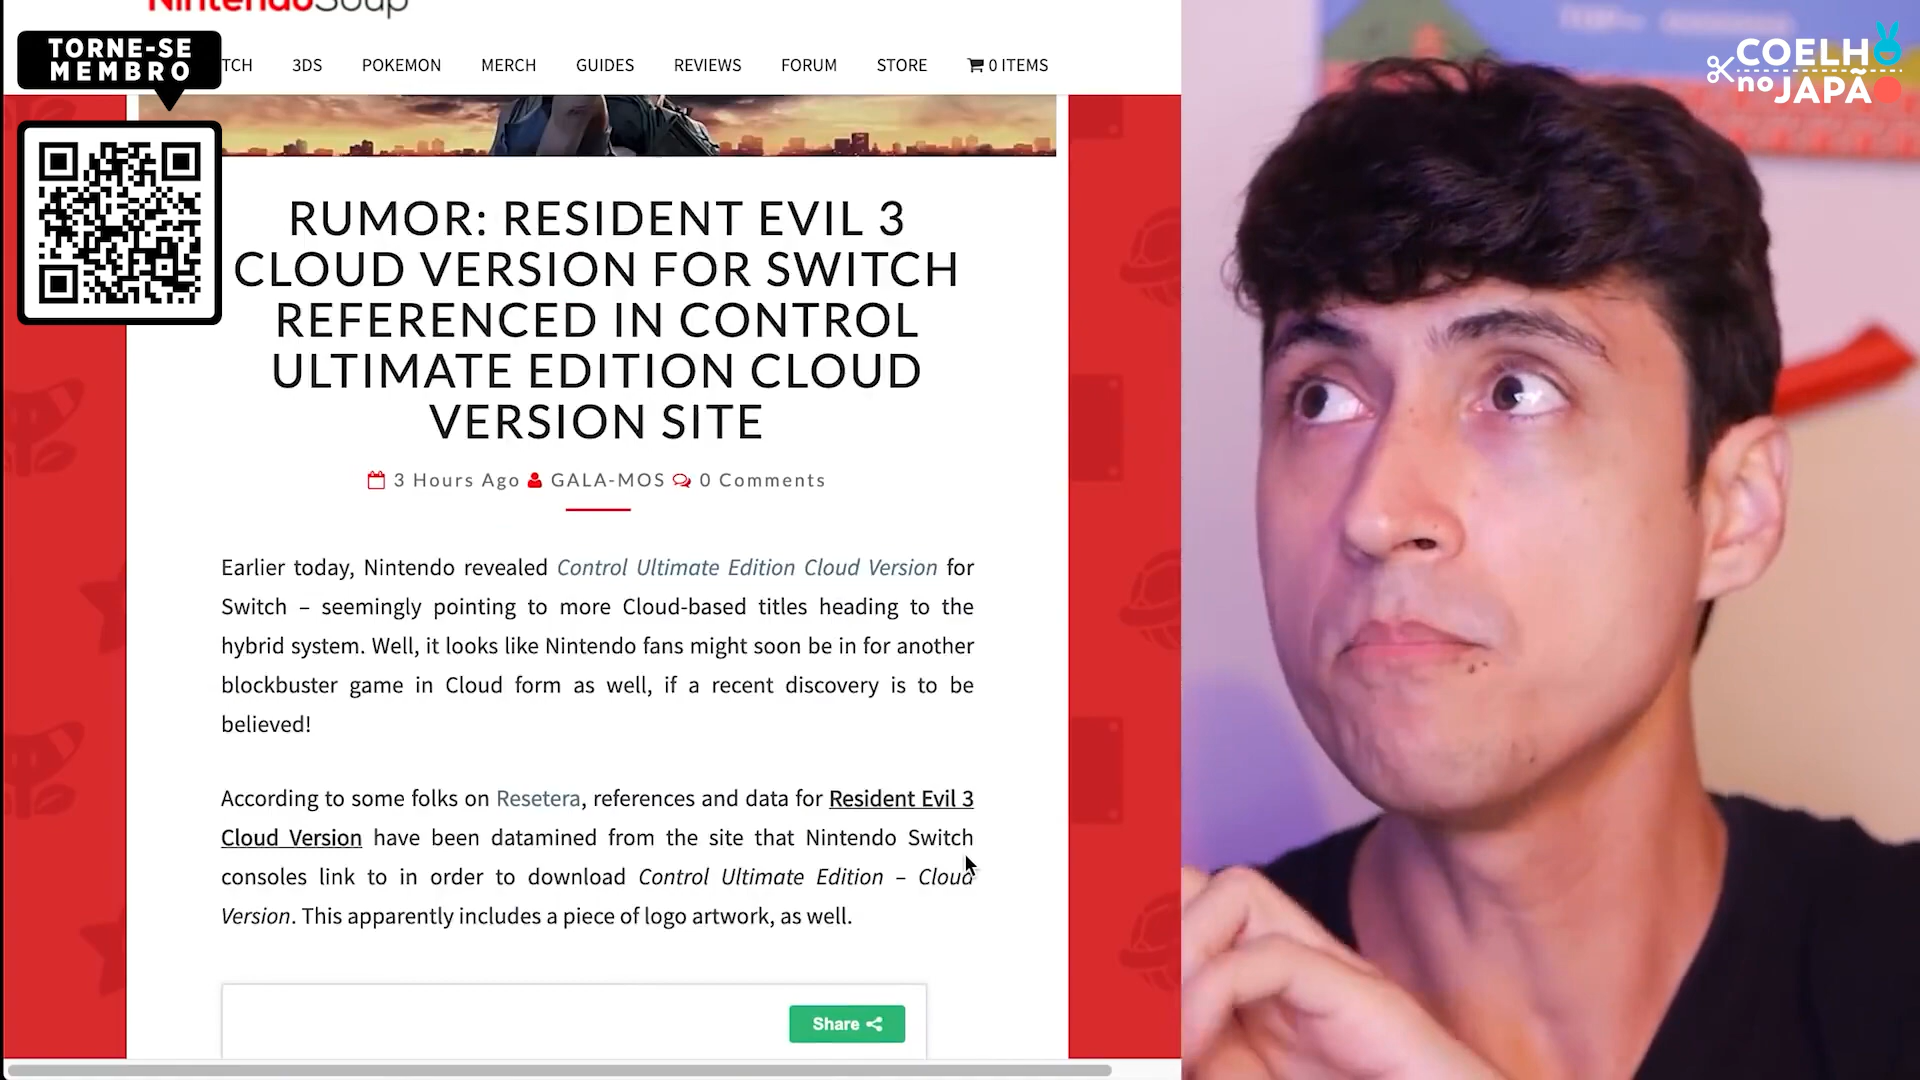 NintendoSoup
TORNE-SE
MEMBRO
TCH 3DS POKEMON MERCH GUIDES REVIEWS FORUM STORE 0 ITEMS
COELHO
no JAPÃO
RUMOR: RESIDENT EVIL 3
CLOUD VERSION FOR SWITCH
REFERENCED IN CONTROL
ULTIMATE EDITION CLOUD
VERSION SITE
3 Hours Ago GALA-MOS 0 Comments
Earlier today, Nintendo revealed Control Ultimate Edition Cloud Version for
Switch – seemingly pointing to more Cloud-based titles heading to the
hybrid system. Well, it looks like Nintendo fans might soon be in for another
blockbuster game in Cloud form as well, if a recent discovery is to be
believed!
According to some folks on Resetera, references and data for Resident Evil 3
Cloud Version have been datamined from the site that Nintendo Switch
consoles link to in order to download Control Ultimate Edition – Cloud
Version. This apparently includes a piece of logo artwork, as well.
Share